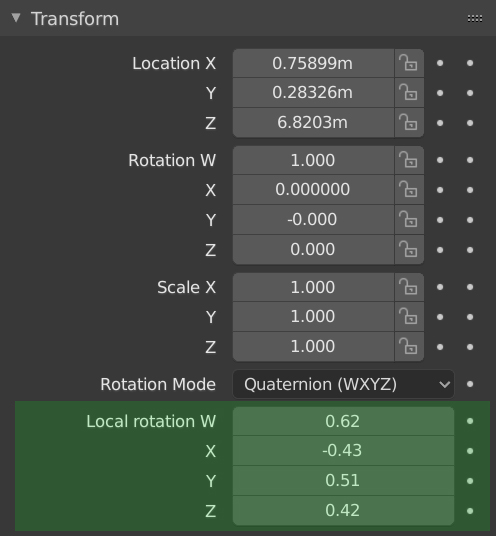 Transform
Location X 0.75899m
Y 0.28326m
Z 6.8203m
Rotation W 1.000
X 0.000000
Y -0.000
Z 0.000
Scale X 1.000
Y 1.000
Z 1.000
Rotation Mode Quaternion (WXYZ)
Local rotation W 0.62
X -0.43
Y 0.51
Z 0.42